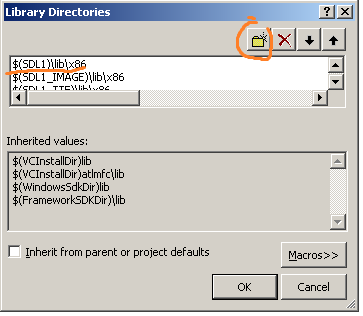 Library Directories
$(SDL1)\lib\x86
$(SDL1_IMAGE)\lib\x86
$(SDL1_TTF)\lib\x86
Inherited values:
$(VCInstallDir)lib
$(VCInstallDir)atlmfc\lib
$(WindowsSdkDir)lib
$(FrameworkSDKDir)\lib
Inherit from parent or project defaults
Macros>>
OK
Cancel